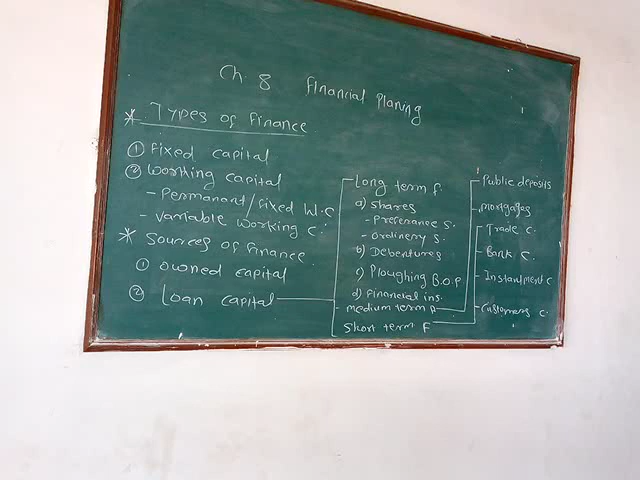 Ch. 8 Financial Planing
* Types of Finance
① Fixed capital
② Working capital
- Permanant/Fixed W.C
- Variable Working C.
* Sources of Finance
① Owned capital
② Loan capital
Long term F.
a) Shares
- Preferance S.
- Ordinery S.
b) Debentures
c) Ploughing B.O.P
d) Financial ins.
medium term F
Short term F
Public deposits
mortgages
Trade C.
Bank C.
Instalment C
Customers C.